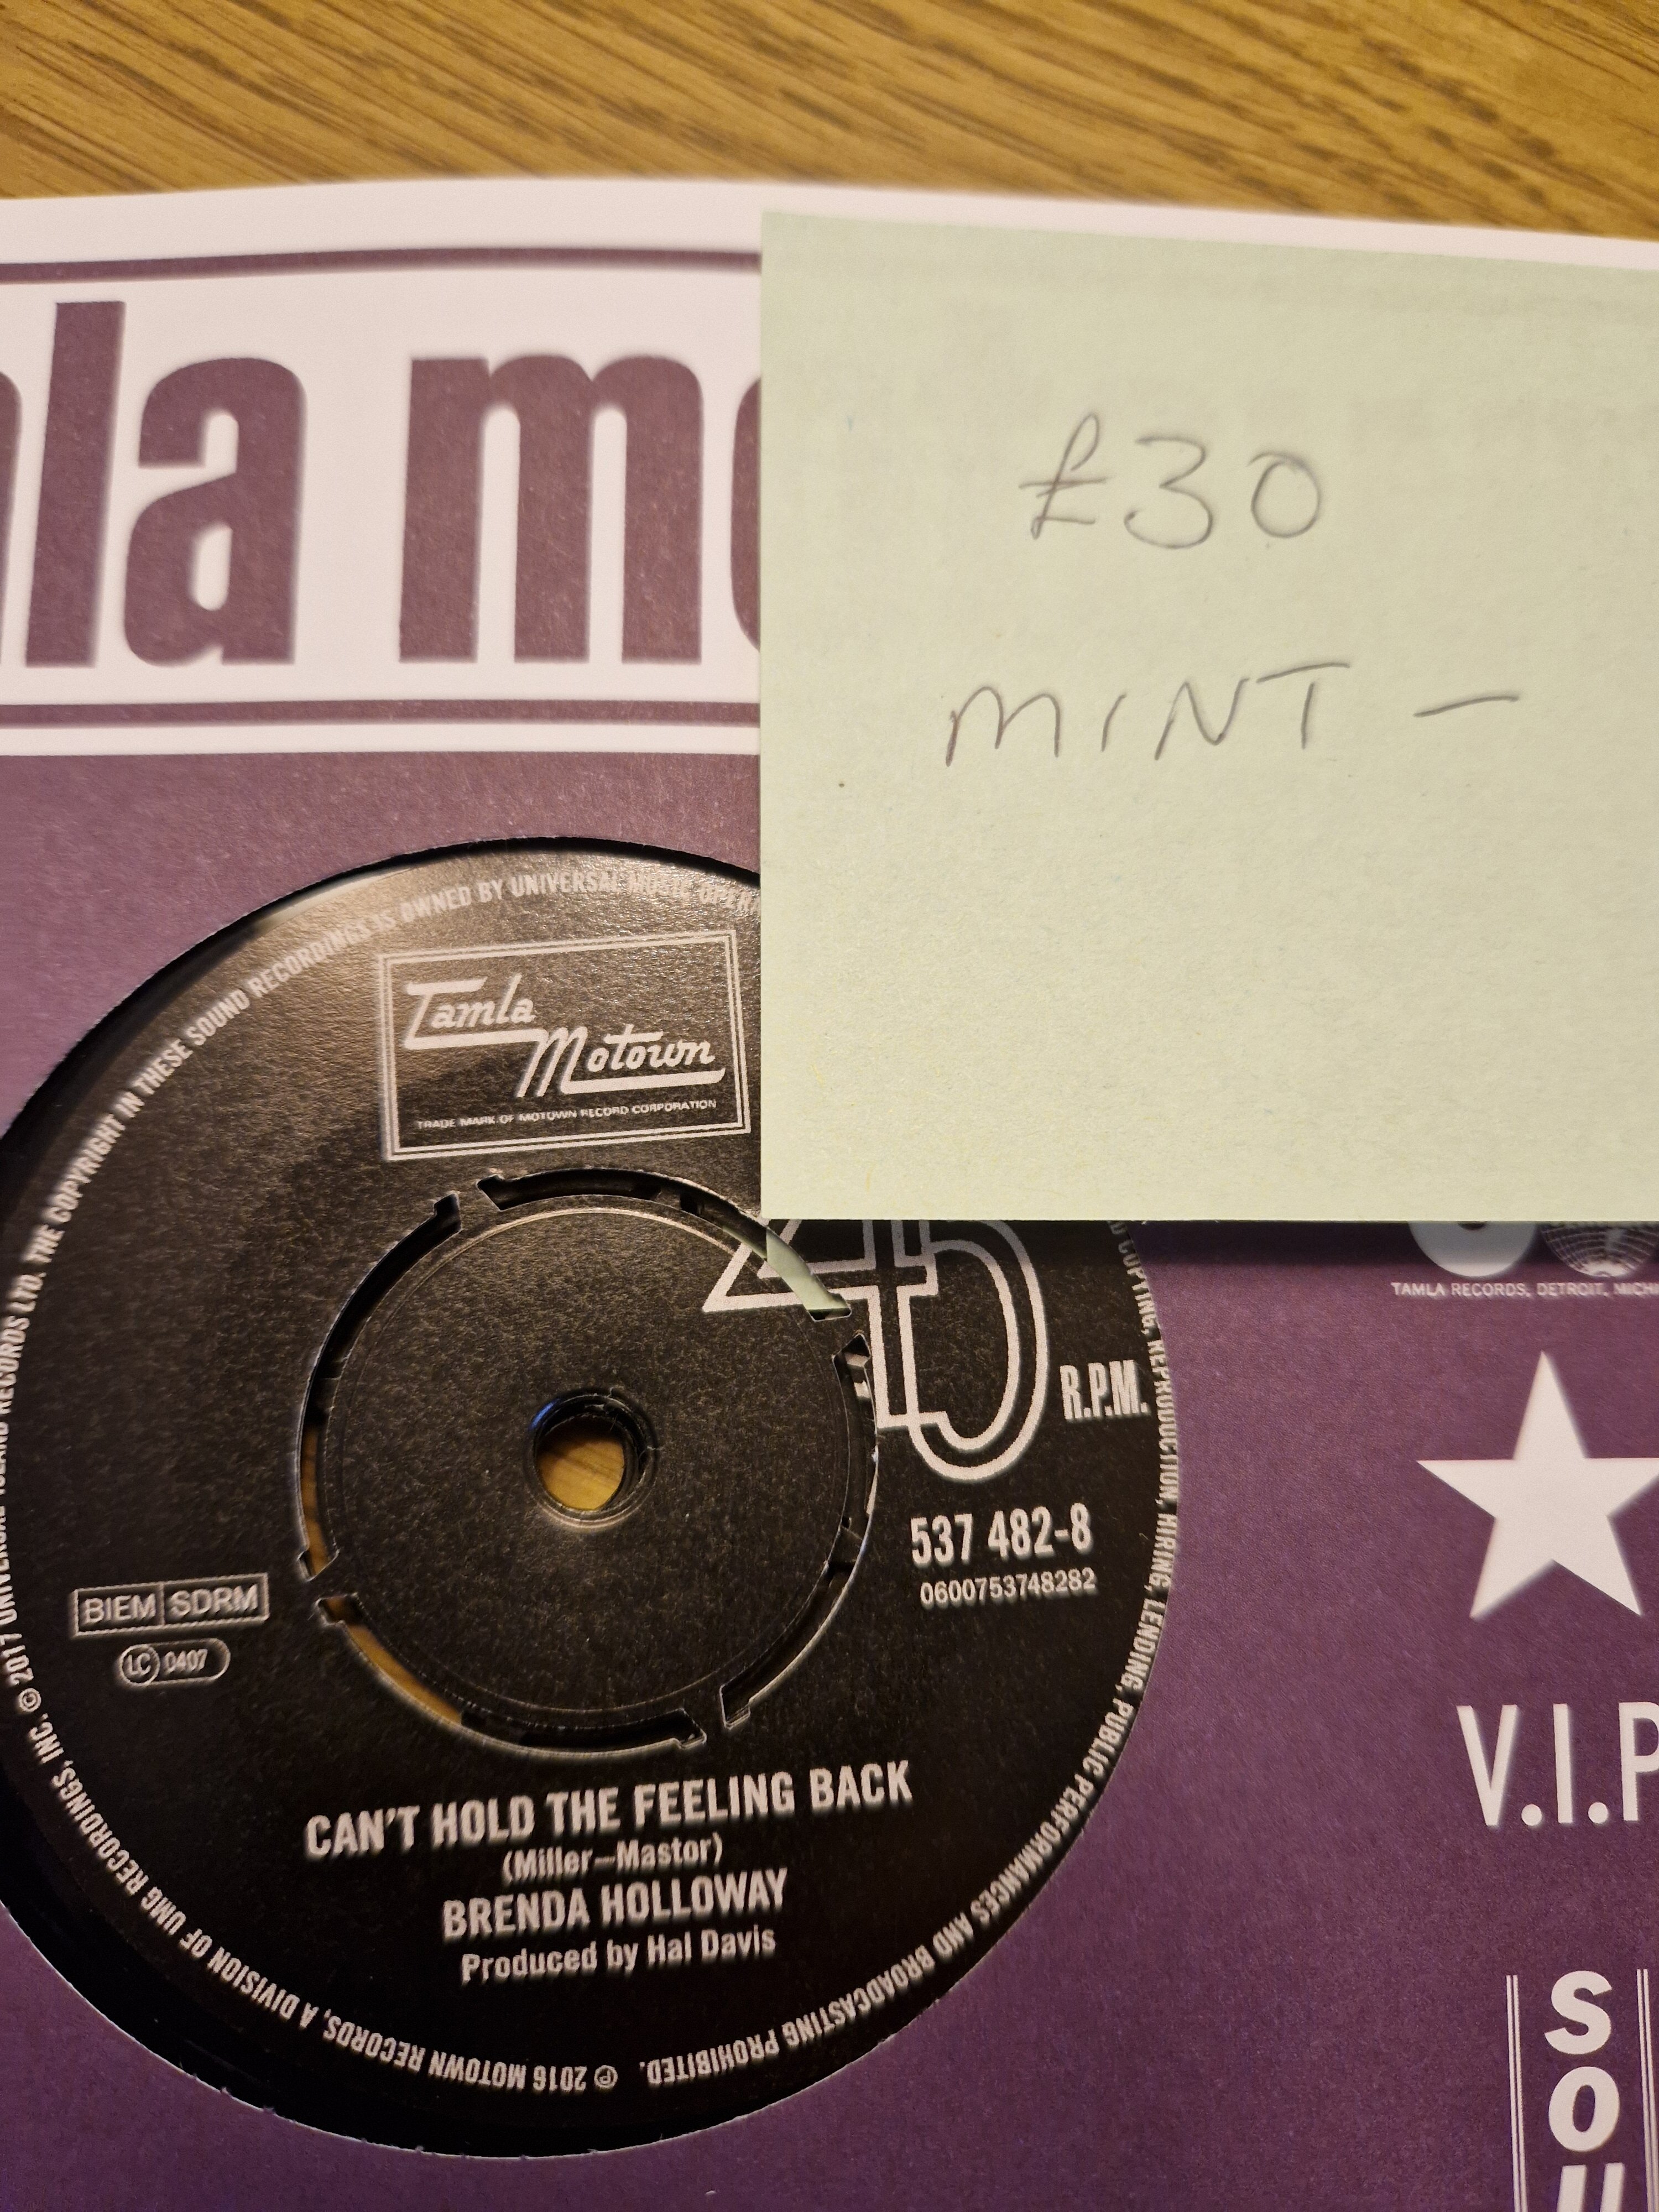 la mo
£30
MINT -
Tamla
Motown
TRADE MARK OF MOTOWN RECORD CORPORATION
45
R.P.M.
537 482-8
0600753748282
BIEM SDRM
LC 0407
CAN'T HOLD THE FEELING BACK
(Miller—Mastor)
BRENDA HOLLOWAY
Produced by Hal Davis
℗ 2016 MOTOWN RECORDS, A DIVISION OF UMG RECORDINGS, INC. © 2017 UNIVERSAL ISLAND RECORDS LTD. THE COPYRIGHT IN THESE SOUND RECORDINGS IS OWNED BY UNIVERSAL MUSIC OPERA
COPYING, REPRODUCTION, HIRING, LENDING, PUBLIC PERFORMANCES AND BROADCASTING PROHIBITED.
TAMLA RECORDS, DETROIT, MICHI
V.I.P
SOU